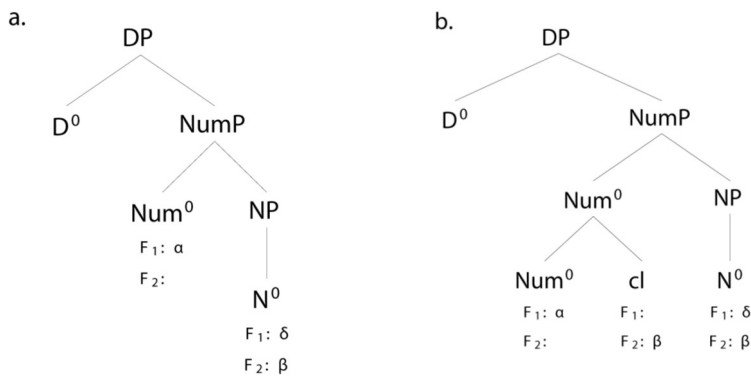 a.
DP
D⁰ NumP
Num⁰ NP
F₁: α
F₂:
N⁰
F₁: δ
F₂: β
b.
DP
D⁰ NumP
Num⁰ NP
Num⁰ cl N⁰
F₁: α F₁: F₁: δ
F₂: F₂: β F₂: β